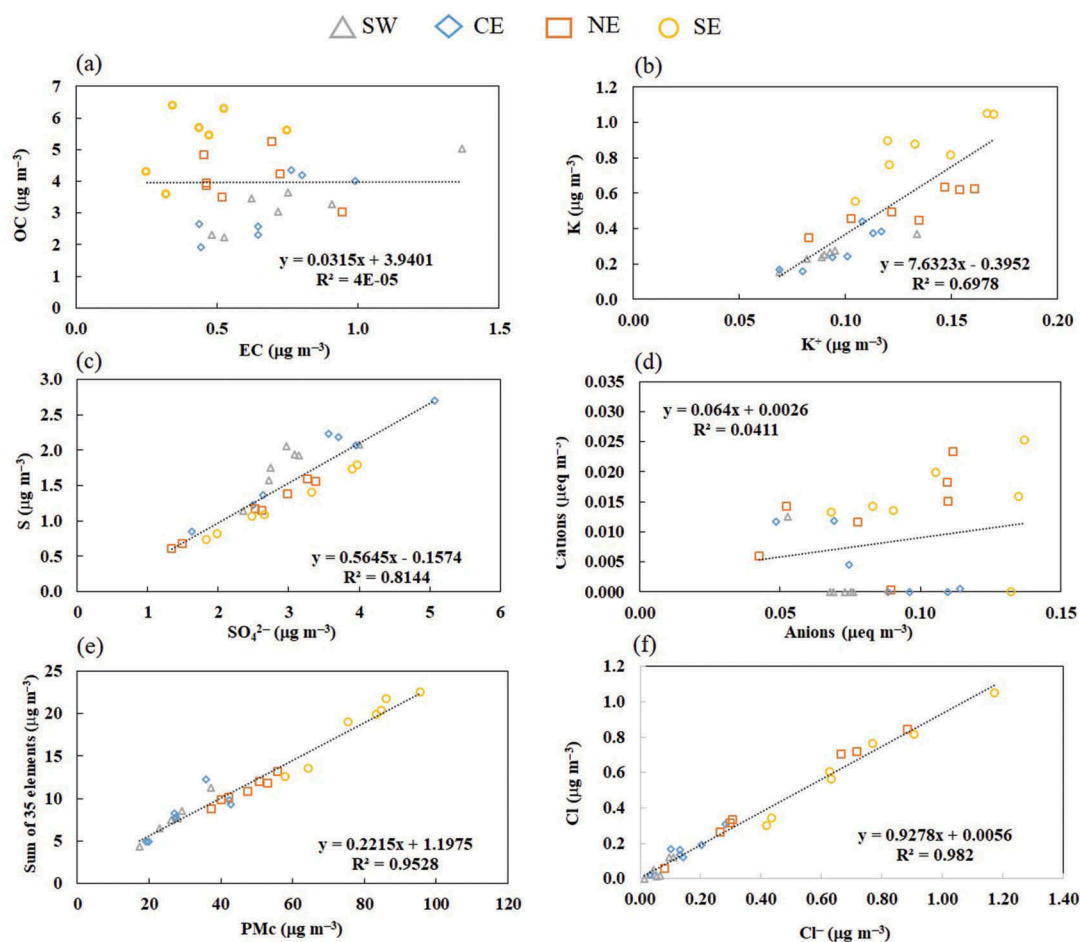 SW CE NE SE
(a)
7
6
5
4
3
2
1
0
OC (µg m⁻³)
y = 0.0315x + 3.9401
R² = 4E-05
0.0 0.5 1.0 1.5
EC (µg m⁻³)
(b)
1.2
1.0
0.8
0.6
0.4
0.2
0.0
K (µg m⁻³)
y = 7.6323x - 0.3952
R² = 0.6978
0.00 0.05 0.10 0.15 0.20
K⁺ (µg m⁻³)
(c)
3.0
2.5
2.0
1.5
1.0
0.5
0.0
S (µg m⁻³)
y = 0.5645x - 0.1574
R² = 0.8144
0 1 2 3 4 5 6
SO₄²⁻ (µg m⁻³)
(d)
0.035
0.030
0.025
0.020
0.015
0.010
0.005
0.000
Cations (µeq m⁻³)
y = 0.064x + 0.0026
R² = 0.0411
0.00 0.05 0.10 0.15
Anions (µeq m⁻³)
(e)
25
20
15
10
5
0
Sum of 35 elements (µg m⁻³)
y = 0.2215x + 1.1975
R² = 0.9528
0 20 40 60 80 100
PMc (µg m⁻³)
(f)
1.2
1.0
0.8
0.6
0.4
0.2
0.0
Cl (µg m⁻³)
y = 0.9278x + 0.0056
R² = 0.982
0.00 0.20 0.40 0.60 0.80 1.00 1.20 1.40
Cl⁻ (µg m⁻³)